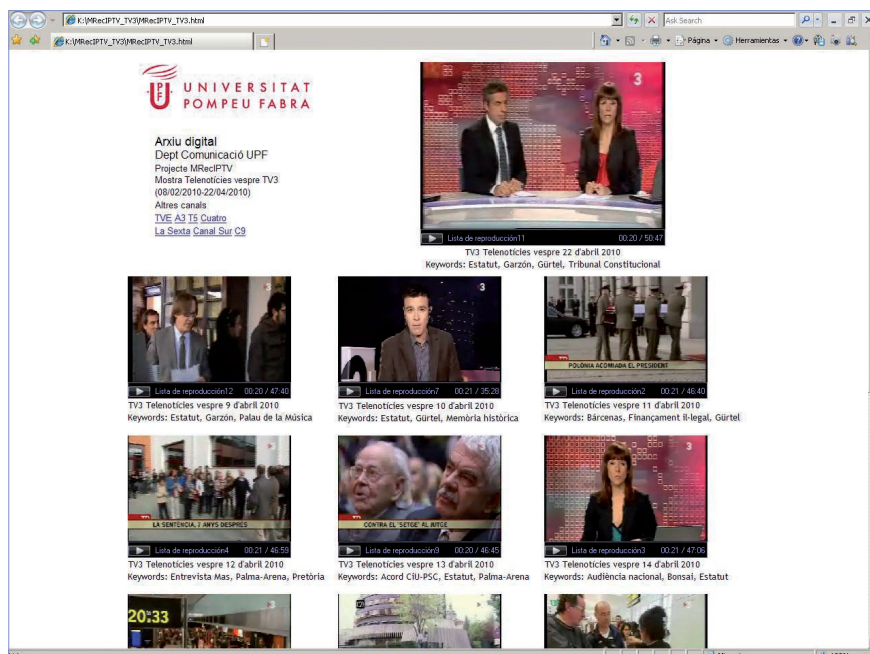 K:\MRecIPTV_TV3\MRecIPTV_TV3.html
Ask Search
K:\MRecIPTV_TV3\MRecIPTV_TV3.html
Página
Herramientas
UNIVERSITAT
POMPEU FABRA
UPF
Arxiu digital
Dept Comunicació UPF
Projecte MRecIPTV
Mostra Telenotícies vespre TV3
(08/02/2010-22/04/2010)
Altres canals
TVE A3 T5 Cuatro
La Sexta Canal Sur C9
3
Lista de reproducción11 00:20 / 50:47
TV3 Telenotícies vespre 22 d'abril 2010
Keywords: Estatut, Garzón, Gürtel, Tribunal Constitucional
3
Lista de reproducción12 00:20 / 47:40
TV3 Telenotícies vespre 9 d'abril 2010
Keywords: Estatut, Garzón, Palau de la Música
3
Lista de reproducción7 00:21 / 35:28
TV3 Telenotícies vespre 10 d'abril 2010
Keywords: Estatut, Gürtel, Memòria històrica
3
POLÒNIA ACOMIADA EL PRESIDENT
Lista de reproducción2 00:21 / 46:40
TV3 Telenotícies vespre 11 d'abril 2010
Keywords: Bárcenas, Finançament il·legal, Gürtel
LA SENTÈNCIA, 7 ANYS DESPRÉS
Lista de reproducción4 00:21 / 46:59
TV3 Telenotícies vespre 12 d'abril 2010
Keywords: Entrevista Mas, Palma-Arena, Pretòria
CONTRA EL 'SETGE' AL JUTGE
Lista de reproducción9 00:20 / 46:45
TV3 Telenotícies vespre 13 d'abril 2010
Keywords: Acord CiU-PSC, Estatut, Palma-Arena
3
Lista de reproducción3 00:21 / 47:06
TV3 Telenotícies vespre 14 d'abril 2010
Keywords: Audiència nacional, Bonsai, Estatut
20:33